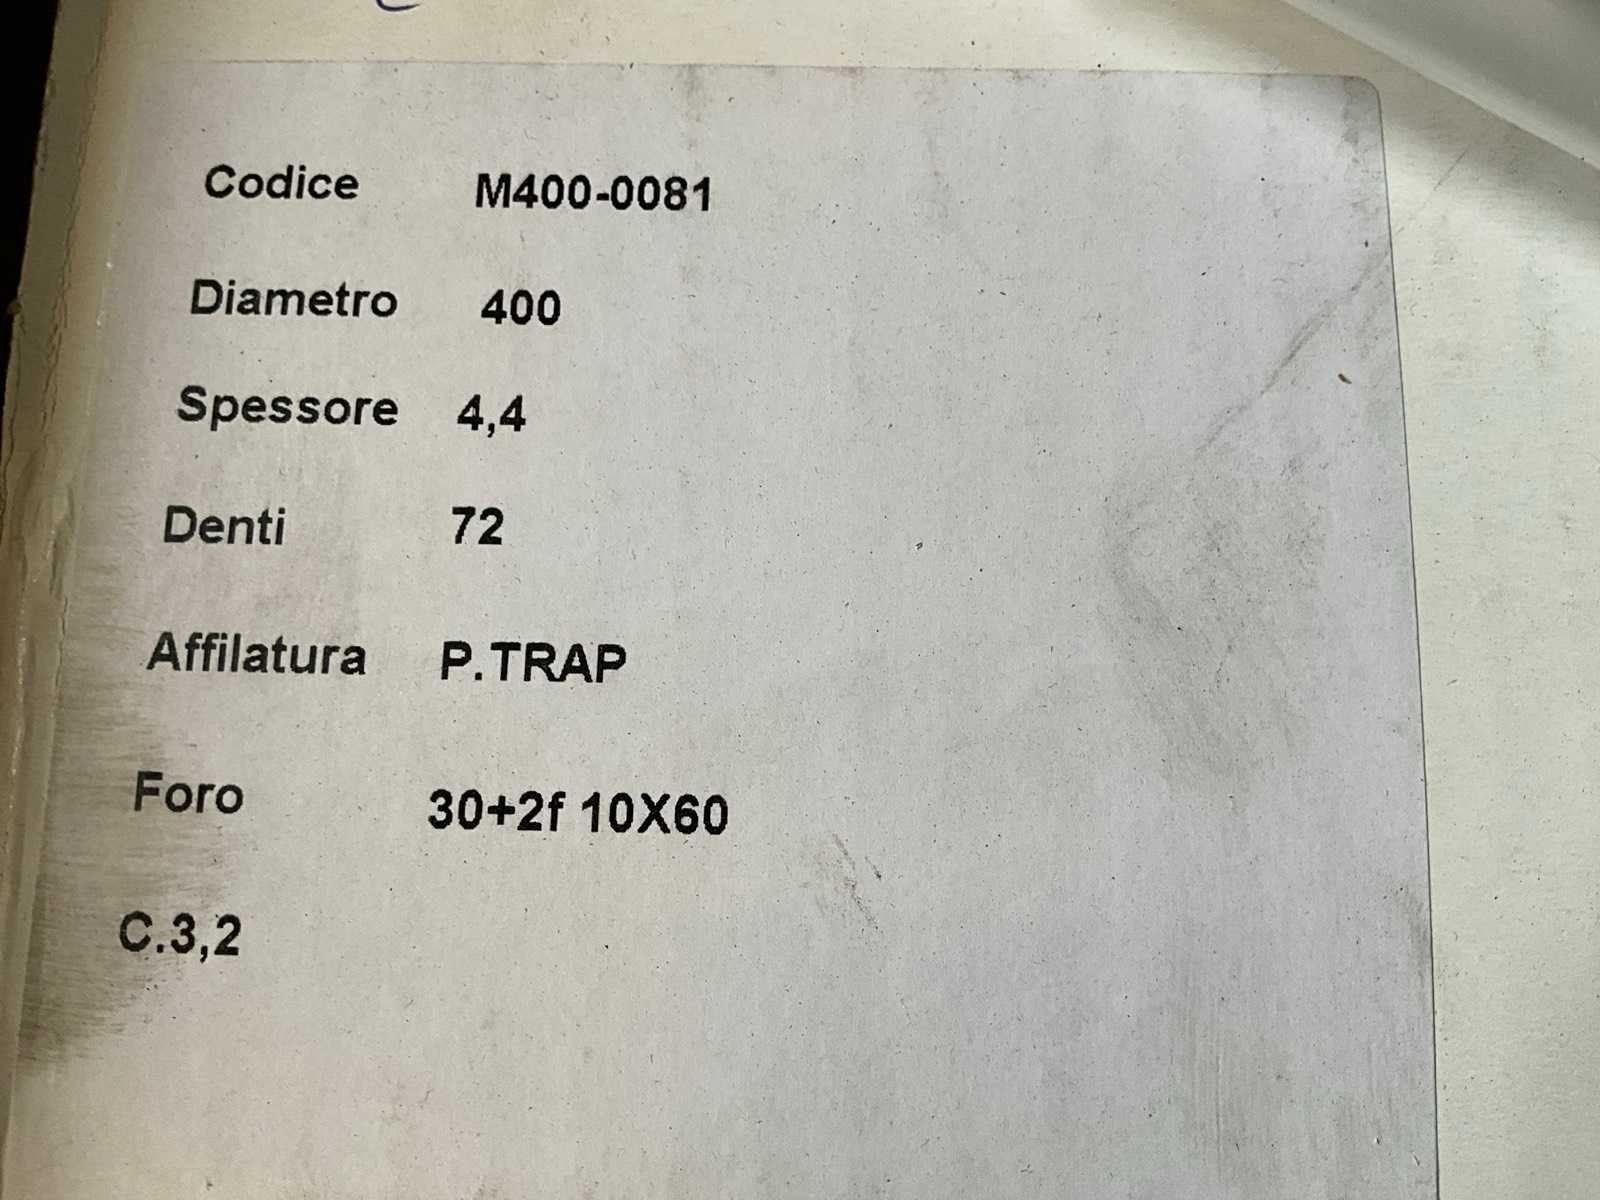 Codice M400-0081
Diametro 400
Spessore 4,4
Denti 72
Affilatura P.TRAP
Foro 30+2f 10X60
C.3,2